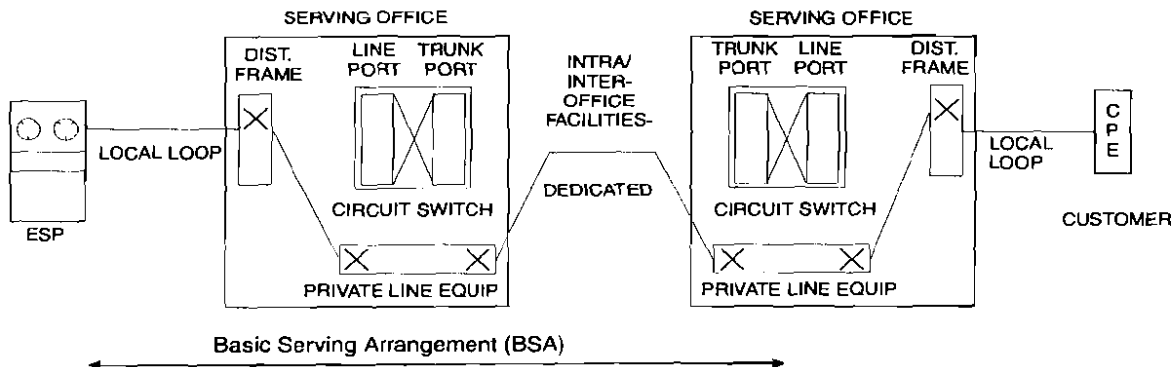 SERVING OFFICE
DIST.
FRAME
LINE
PORT
TRUNK
PORT
CIRCUIT SWITCH
PRIVATE LINE EQUIP
ESP
LOCAL LOOP
INTRA/
INTER-
OFFICE
FACILITIES-
DEDICATED
SERVING OFFICE
TRUNK
PORT
LINE
PORT
DIST.
FRAME
CIRCUIT SWITCH
PRIVATE LINE EQUIP
LOCAL
LOOP
C
P
E
CUSTOMER
Basic Serving Arrangement (BSA)